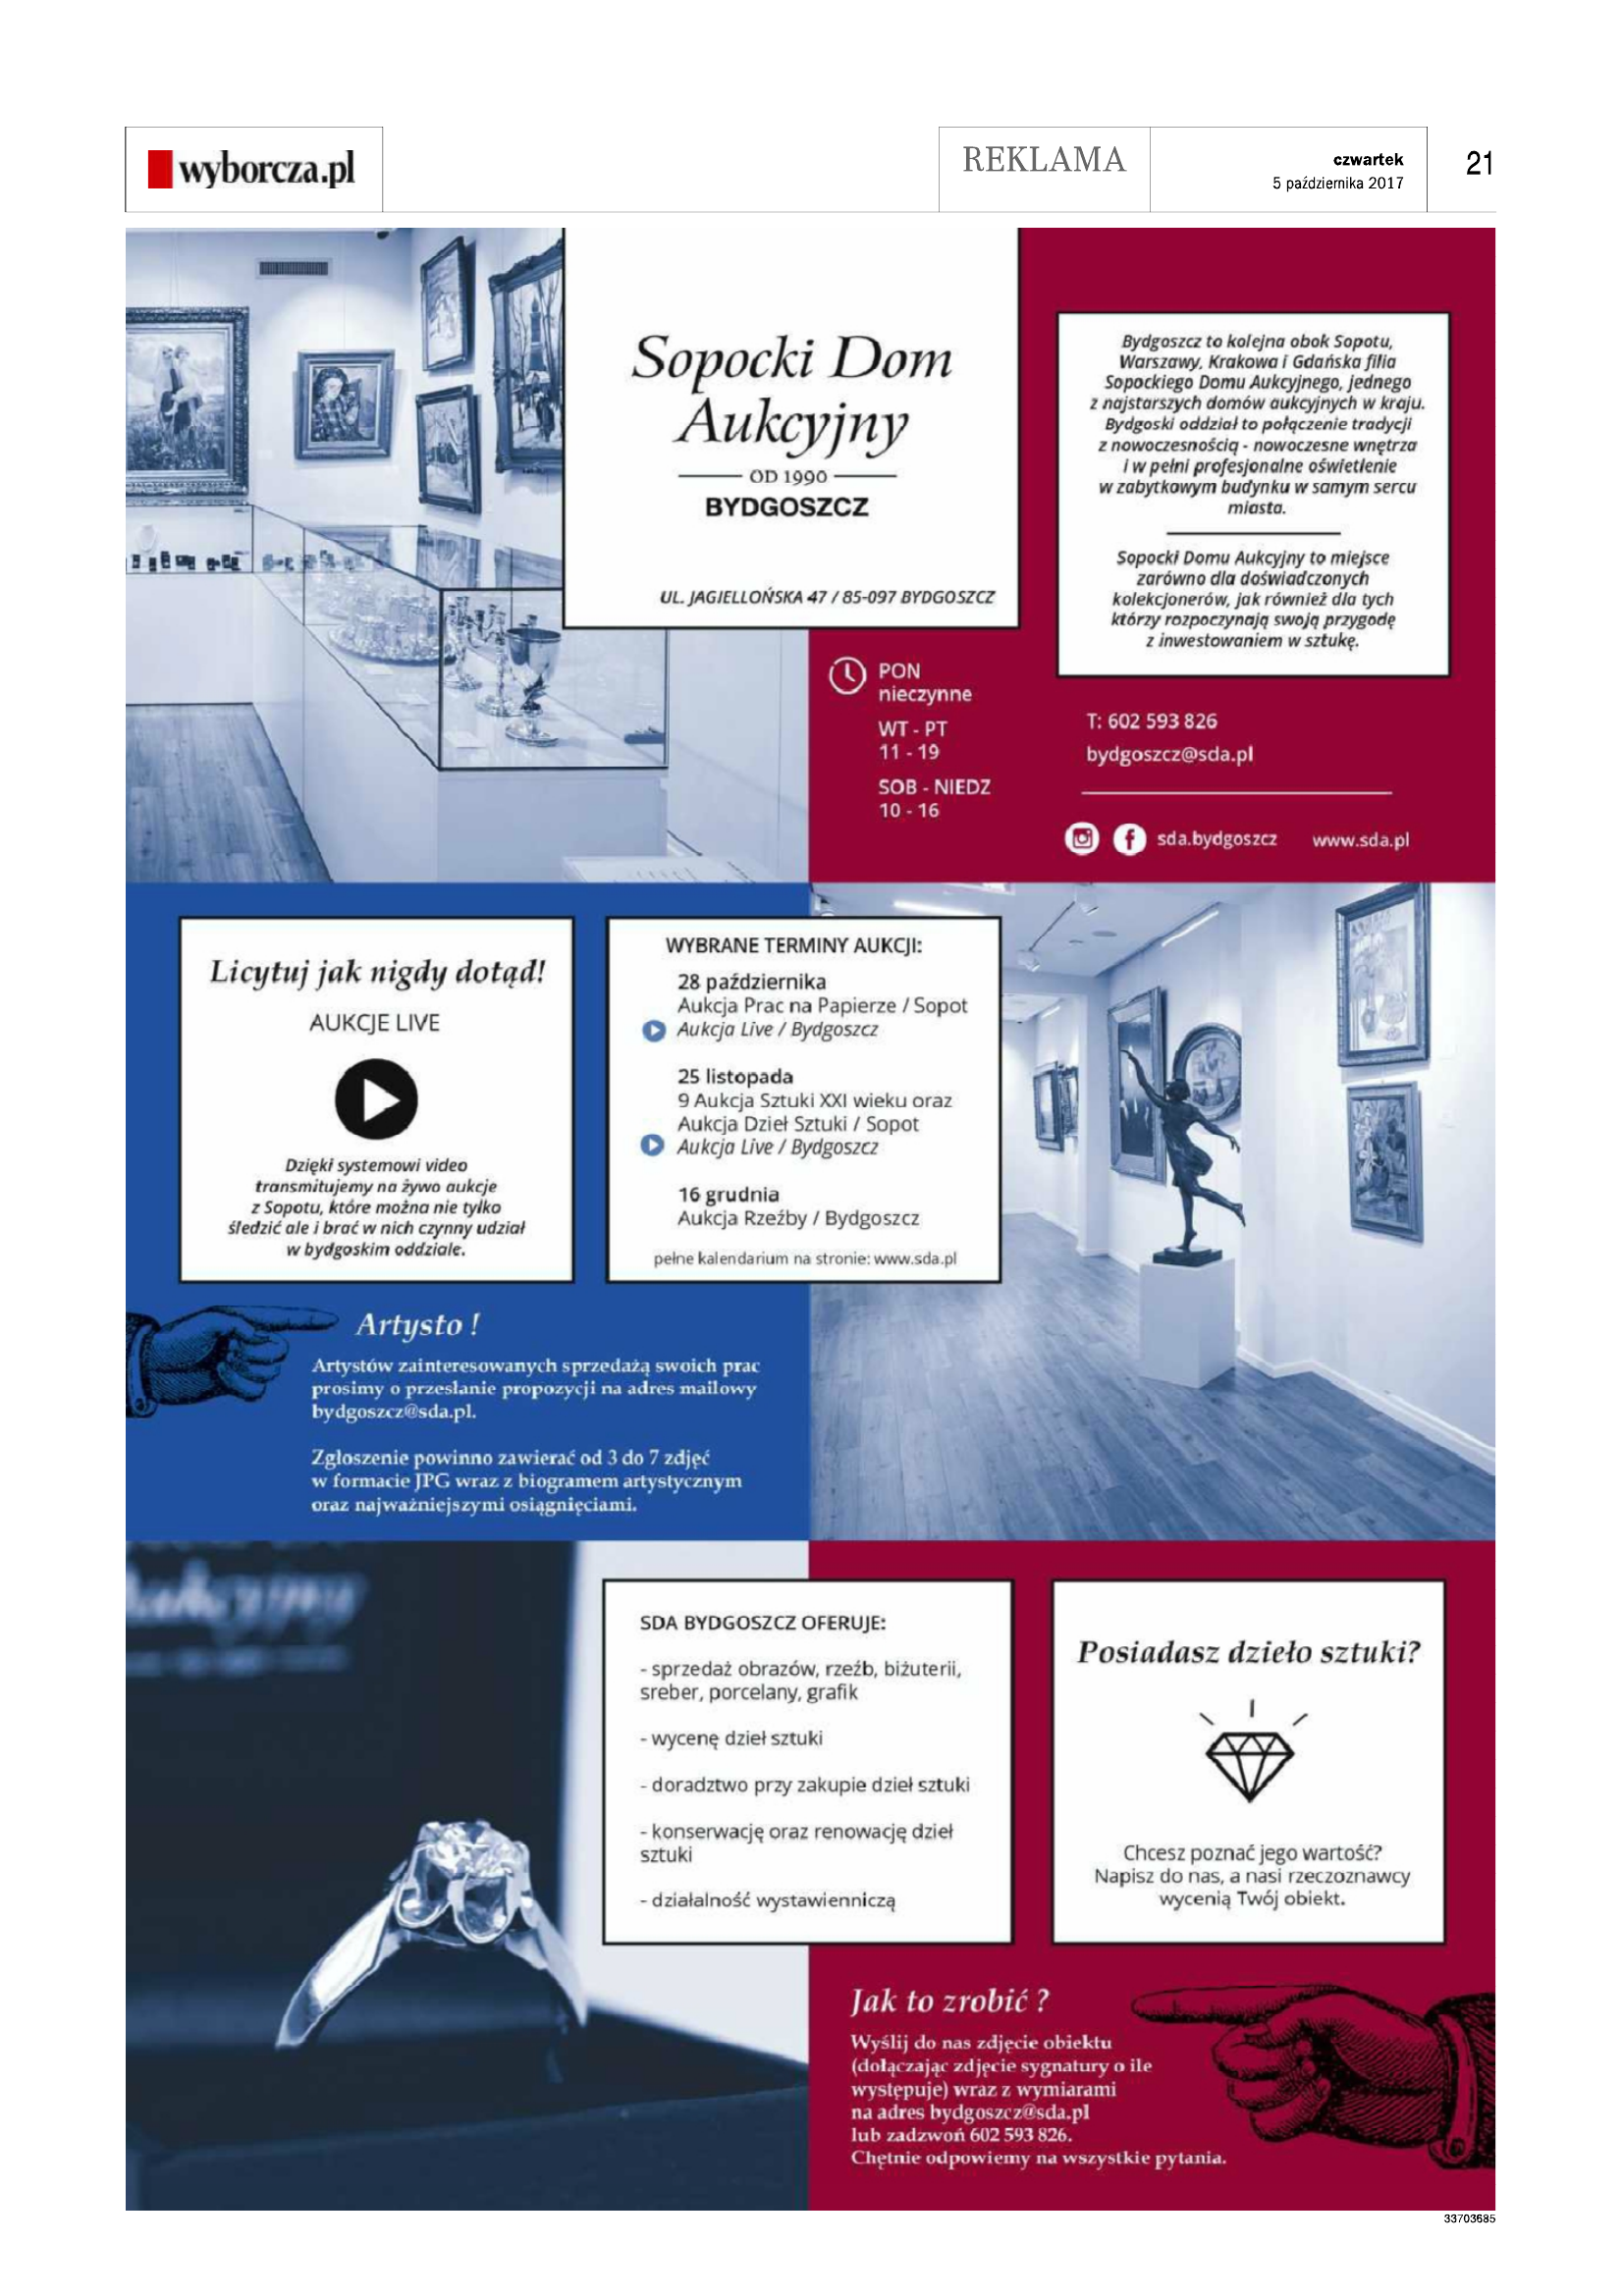 wyborcza.pl
REKLAMA
czwartek
5 października 2017
21
Sopocki Dom
Aukcyjny
OD 1990
BYDGOSZCZ
UL. JAGIELLOŃSKA 47 / 85-097 BYDGOSZCZ
Bydgoszcz to kolejna obok Sopotu,
Warszawy, Krakowa i Gdańska filia
Sopockiego Domu Aukcyjnego, jednego
z najstarszych domów aukcyjnych w kraju.
Bydgoski oddział to połączenie tradycji
z nowoczesnością - nowoczesne wnętrza
i w pełni profesjonalne oświetlenie
w zabytkowym budynku w samym sercu
miasta.
Sopocki Domu Aukcyjny to miejsce
zarówno dla doświadczonych
kolekcjonerów, jak również dla tych
którzy rozpoczynają swoją przygodę
z inwestowaniem w sztukę.
PON
nieczynne
WT - PT
11 - 19
SOB - NIEDZ
10 - 16
T: 602 593 826
bydgoszcz@sda.pl
sda.bydgoszcz www.sda.pl
Licytuj jak nigdy dotąd!
AUKCJE LIVE
Dzięki systemowi video
transmitujemy na żywo aukcje
z Sopotu, które można nie tylko
śledzić ale i brać w nich czynny udział
w bydgoskim oddziale.
WYBRANE TERMINY AUKCJI:
28 października
Aukcja Prac na Papierze / Sopot
Aukcja Live / Bydgoszcz
25 listopada
9 Aukcja Sztuki XXI wieku oraz
Aukcja Dzieł Sztuki / Sopot
Aukcja Live / Bydgoszcz
16 grudnia
Aukcja Rzeźby / Bydgoszcz
pełne kalendarium na stronie: www.sda.pl
Artysto !
Artystów zainteresowanych sprzedażą swoich prac
prosimy o przesłanie propozycji na adres mailowy
bydgoszcz@sda.pl.
Zgłoszenie powinno zawierać od 3 do 7 zdjęć
w formacie JPG wraz z biogramem artystycznym
oraz najważniejszymi osiągnięciami.
Aukcyjny
SDA BYDGOSZCZ OFERUJE:
- sprzedaż obrazów, rzeźb, biżuterii,
sreber, porcelany, grafik
- wycenę dzieł sztuki
- doradztwo przy zakupie dzieł sztuki
- konserwację oraz renowację dzieł
sztuki
- działalność wystawienniczą
Posiadasz dzieło sztuki?
Chcesz poznać jego wartość?
Napisz do nas, a nasi rzeczoznawcy
wycenią Twój obiekt.
Jak to zrobić ?
Wyślij do nas zdjęcie obiektu
(dołączając zdjęcie sygnatury o ile
występuje) wraz z wymiarami
na adres bydgoszcz@sda.pl
lub zadzwoń 602 593 826.
Chętnie odpowiemy na wszystkie pytania.
33703685